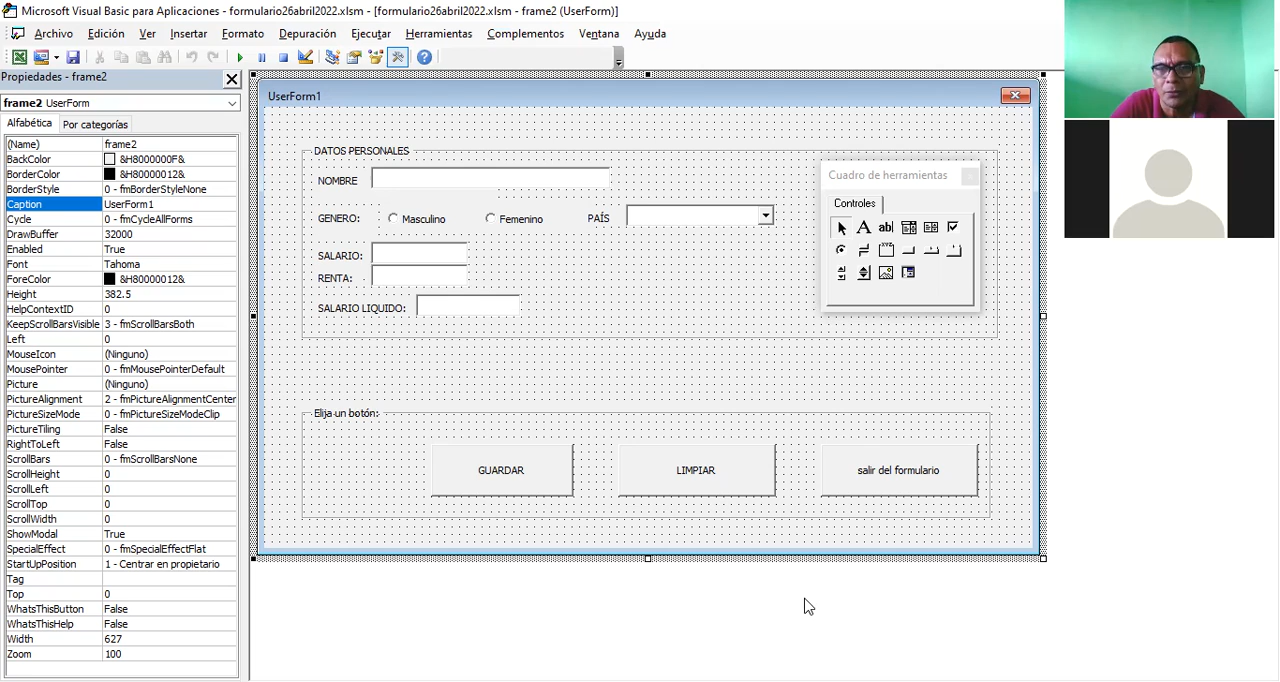 Microsoft Visual Basic para Aplicaciones - formulario26abril2022.xlsm - [formulario26abril2022.xlsm - frame2 (UserForm)]
Archivo Edición Ver Insertar Formato Depuración Ejecutar Herramientas Complementos Ventana Ayuda
Propiedades - frame2
frame2 UserForm
Alfabética Por categorías
(Name) frame2
BackColor &H8000000F&
BorderColor &H80000012&
BorderStyle 0 - fmBorderStyleNone
Caption UserForm1
Cycle 0 - fmCycleAllForms
DrawBuffer 32000
Enabled True
Font Tahoma
ForeColor &H80000012&
Height 382.5
HelpContextID 0
KeepScrollBarsVisible 3 - fmScrollBarsBoth
Left 0
MouseIcon (Ninguno)
MousePointer 0 - fmMousePointerDefault
Picture (Ninguno)
PictureAlignment 2 - fmPictureAlignmentCenter
PictureSizeMode 0 - fmPictureSizeModeClip
PictureTiling False
RightToLeft False
ScrollBars 0 - fmScrollBarsNone
ScrollHeight 0
ScrollLeft 0
ScrollTop 0
ScrollWidth 0
ShowModal True
SpecialEffect 0 - fmSpecialEffectFlat
StartUpPosition 1 - Centrar en propietario
Tag
Top 0
WhatsThisButton False
WhatsThisHelp False
Width 627
Zoom 100
UserForm1
DATOS PERSONALES
NOMBRE
GENERO: Masculino Femenino PAÍS
SALARIO:
RENTA:
SALARIO LIQUIDO:
Cuadro de herramientas
Controles
A ab| xyz
Elija un botón:
GUARDAR LIMPIAR salir del formulario